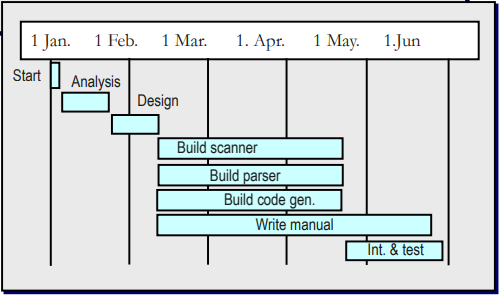 1 Jan. 1 Feb. 1 Mar. 1. Apr. 1 May. 1.Jun
Start
Analysis
Design
Build scanner
Build parser
Build code gen.
Write manual
Int. & test